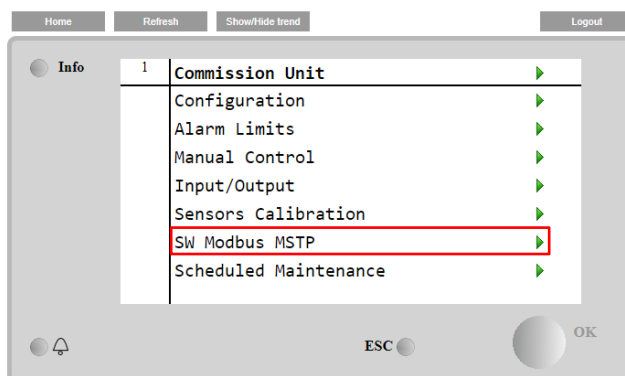 Home Refresh Show/Hide trend Logout
Info 1 Commission Unit
Configuration
Alarm Limits
Manual Control
Input/Output
Sensors Calibration
SW Modbus MSTP
Scheduled Maintenance
ESC OK